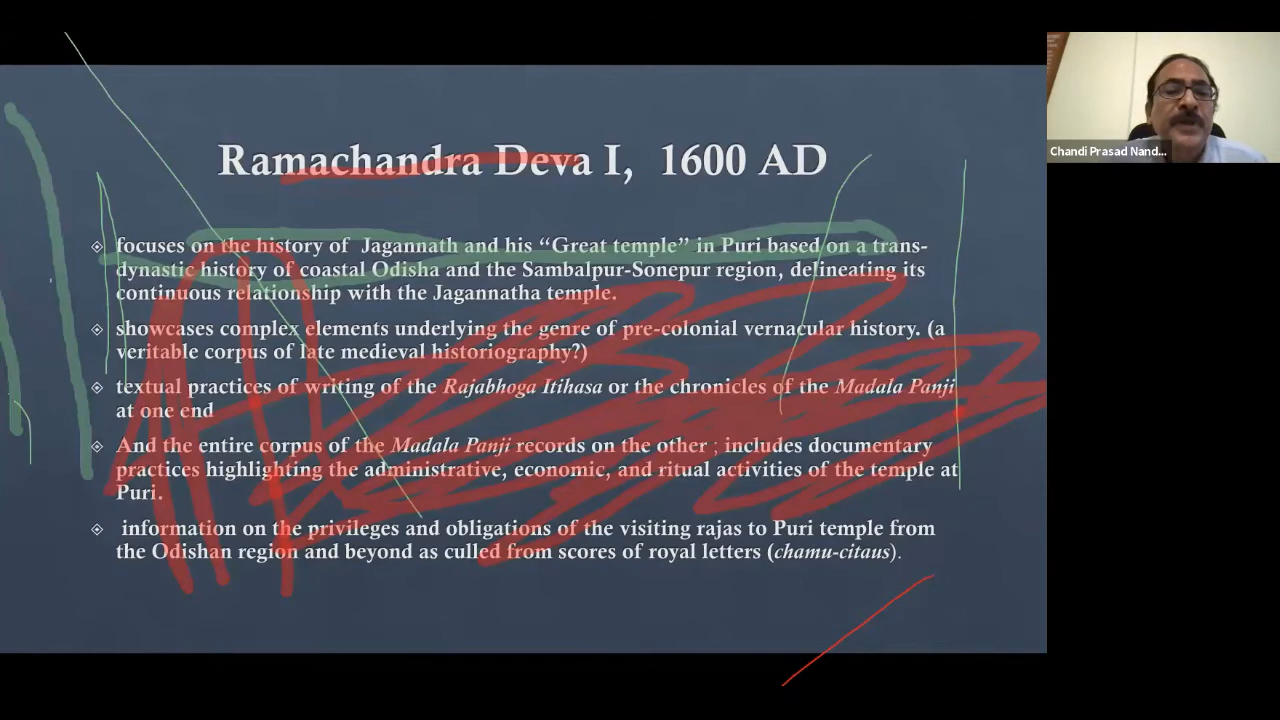 Ramachandra Deva I, 1600 AD
Chandi Prasad Nand...
focuses on the history of Jagannath and his “Great temple” in Puri based on a trans-
dynastic history of coastal Odisha and the Sambalpur-Sonepur region, delineating its
continuous relationship with the Jagannatha temple.
showcases complex elements underlying the genre of pre-colonial vernacular history. (a
veritable corpus of late medieval historiography?)
textual practices of writing of the Rajabhoga Itihasa or the chronicles of the Madala Panji
at one end
And the entire corpus of the Madala Panji records on the other ; includes documentary
practices highlighting the administrative, economic, and ritual activities of the temple at
Puri.
information on the privileges and obligations of the visiting rajas to Puri temple from
the Odishan region and beyond as culled from scores of royal letters (chamu-citaus).